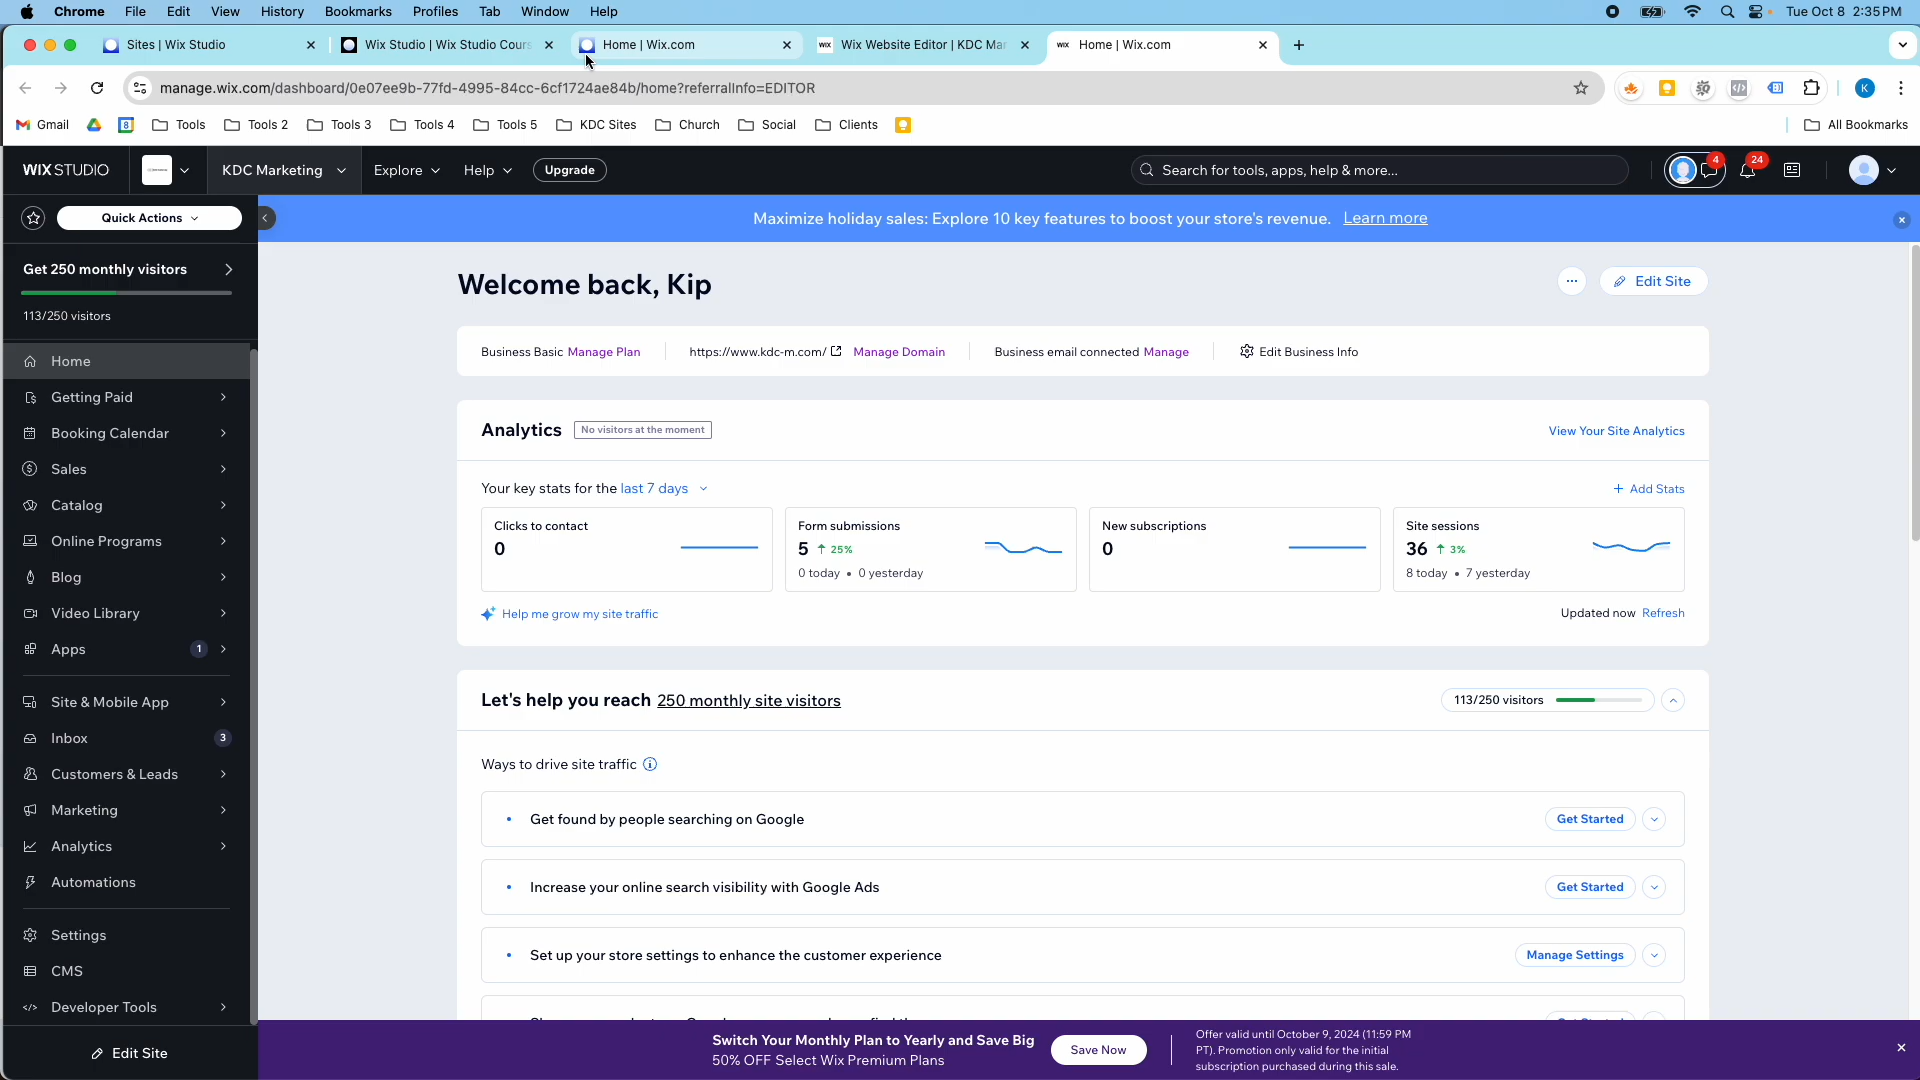 Chrome File Edit View History Bookmarks Profiles Tab Window Help Tue Oct 8 2:35 PM
Sites | Wix Studio Wix Studio | Wix Studio Cours Home | Wix.com WIX Wix Website Editor | KDC Mar WIX Home | Wix.com
manage.wix.com/dashboard/0e07ee9b-77fd-4995-84cc-6cf1724ae84b/home?referralInfo=EDITOR K
Gmail 8 Tools Tools 2 Tools 3 Tools 4 Tools 5 KDC Sites Church Social Clients All Bookmarks
WIX STUDIO KDC Marketing Explore Help Upgrade Search for tools, apps, help & more... 4 24
Quick Actions
Maximize holiday sales: Explore 10 key features to boost your store's revenue. Learn more
Get 250 monthly visitors
113/250 visitors
Home
Getting Paid
Booking Calendar
Sales
Catalog
Online Programs
Blog
Video Library
Apps 1
Site & Mobile App
Inbox 3
Customers & Leads
Marketing
Analytics
Automations
Settings
CMS
Developer Tools
Edit Site
Welcome back, Kip
... Edit Site
Business Basic Manage Plan https://www.kdc-m.com/ Manage Domain Business email connected Manage Edit Business Info
Analytics No visitors at the moment View Your Site Analytics
Your key stats for the last 7 days + Add Stats
Clicks to contact
0
Form submissions
5 ↑ 25%
0 today • 0 yesterday
New subscriptions
0
Site sessions
36 ↑ 3%
8 today • 7 yesterday
Help me grow my site traffic Updated now Refresh
Let's help you reach 250 monthly site visitors 113/250 visitors
Ways to drive site traffic
• Get found by people searching on Google Get Started
• Increase your online search visibility with Google Ads Get Started
• Set up your store settings to enhance the customer experience Manage Settings
Switch Your Monthly Plan to Yearly and Save Big
50% OFF Select Wix Premium Plans
Save Now
Offer valid until October 9, 2024 (11:59 PM
PT). Promotion only valid for the initial
subscription purchased during this sale.